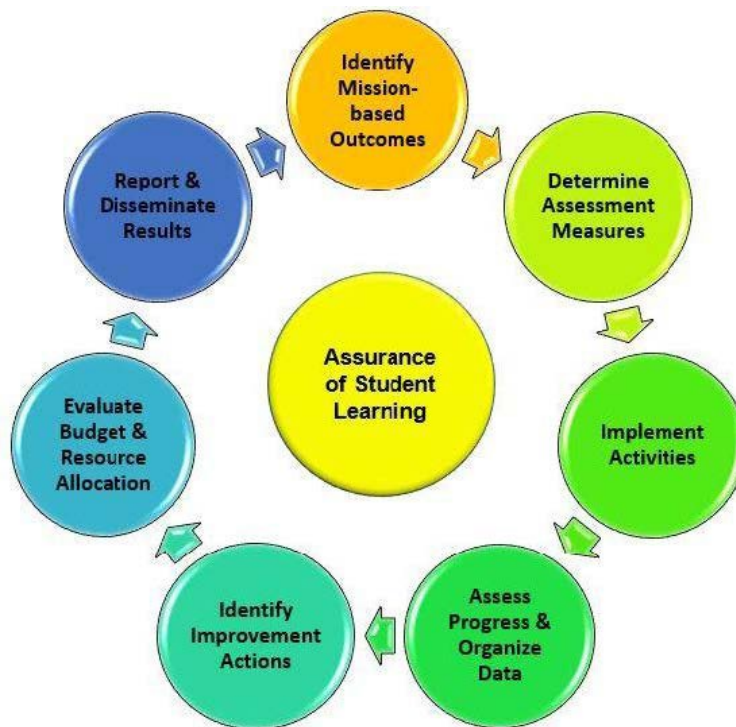 Identify
Mission-
based
Outcomes
Determine
Assessment
Measures
Implement
Activities
Assess
Progress &
Organize
Data
Identify
Improvement
Actions
Evaluate
Budget &
Resource
Allocation
Report &
Disseminate
Results
Assurance
of Student
Learning